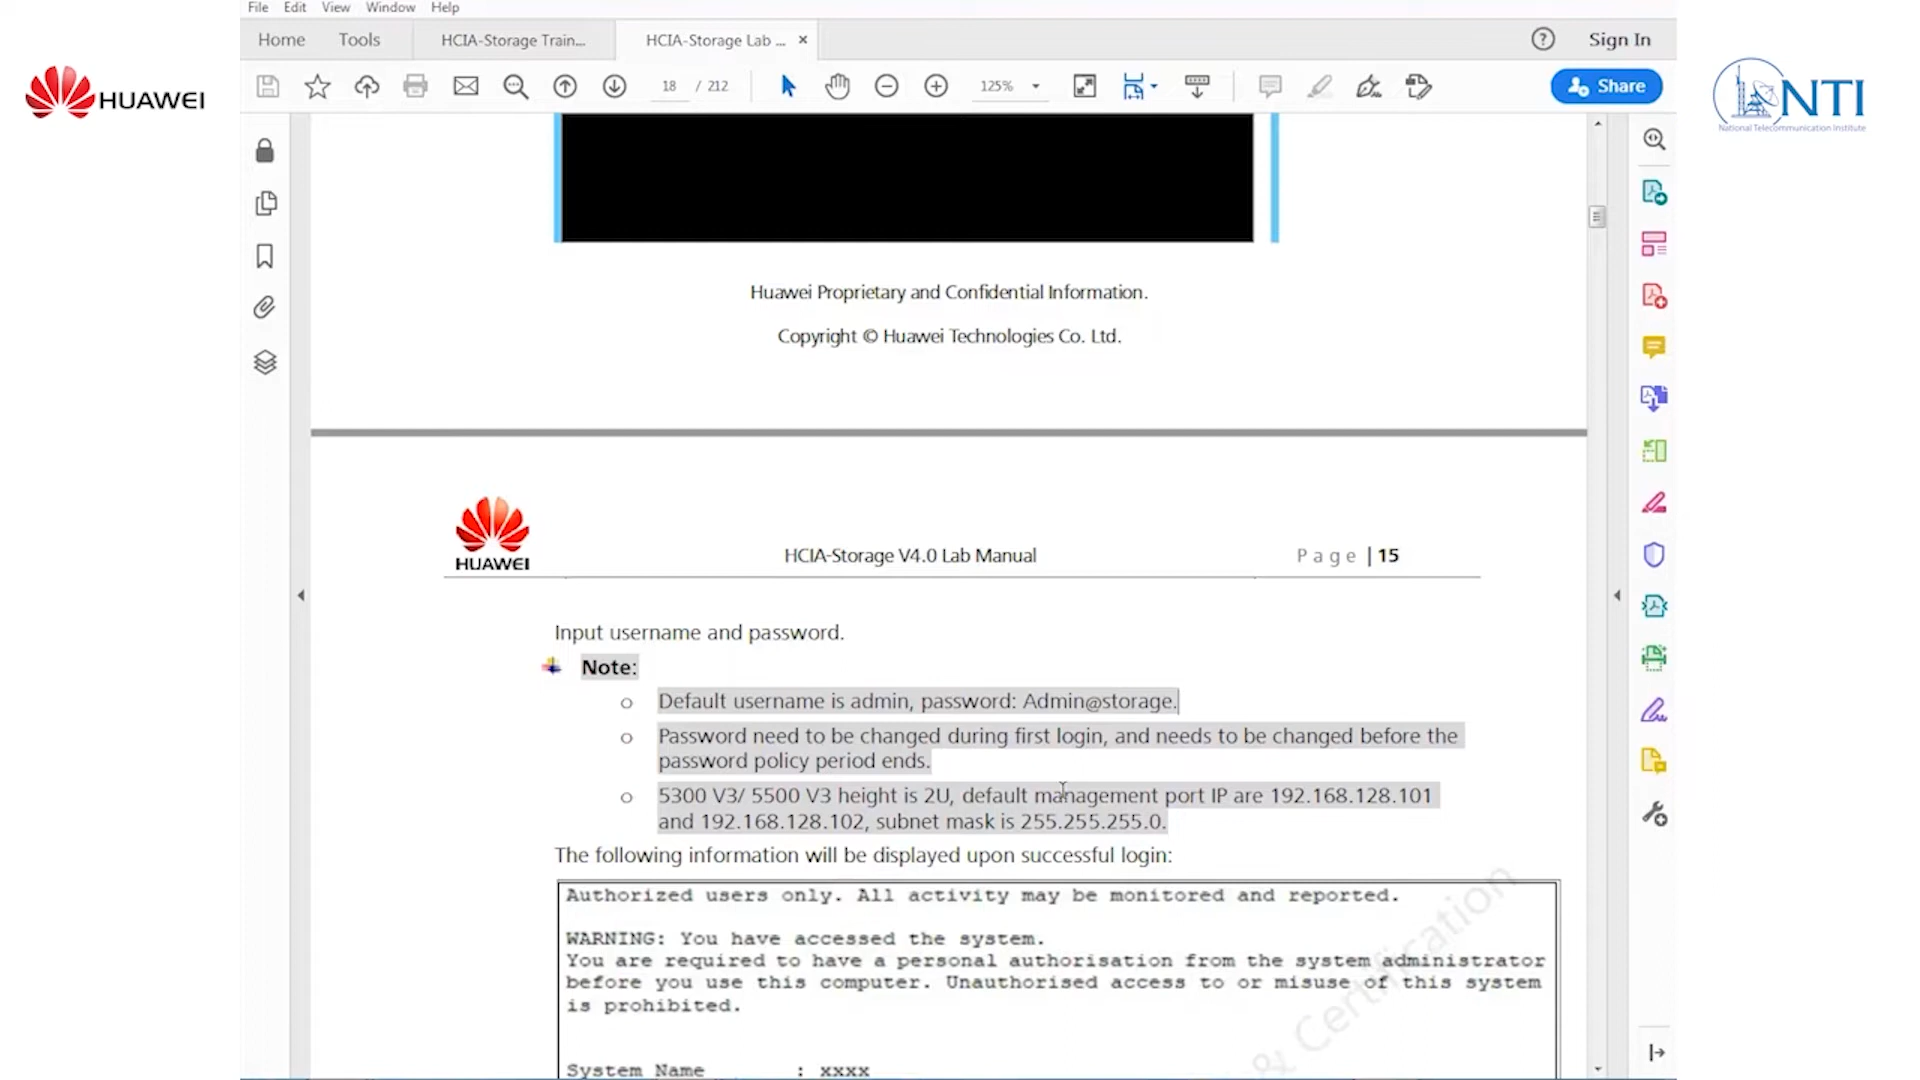 File Edit View Window Help
Home Tools HCIA-Storage Train... HCIA-Storage Lab ... × Sign In
18 / 212 125% Share
HUAWEI
NTI
National Telecommunication Institute
Huawei Proprietary and Confidential Information.
Copyright © Huawei Technologies Co. Ltd.
HUAWEI
HCIA-Storage V4.0 Lab Manual
Page | 15
Input username and password.
Note:
o Default username is admin, password: Admin@storage.
o Password need to be changed during first login, and needs to be changed before the
password policy period ends.
o 5300 V3/ 5500 V3 height is 2U, default management port IP are 192.168.128.101
and 192.168.128.102, subnet mask is 255.255.255.0.
The following information will be displayed upon successful login:
Authorized users only. All activity may be monitored and reported.
WARNING: You have accessed the system.
You are required to have a personal authorisation from the system administrator
before you use this computer. Unauthorised access to or misuse of this system
is prohibited.
System Name : xxxx
& Certification